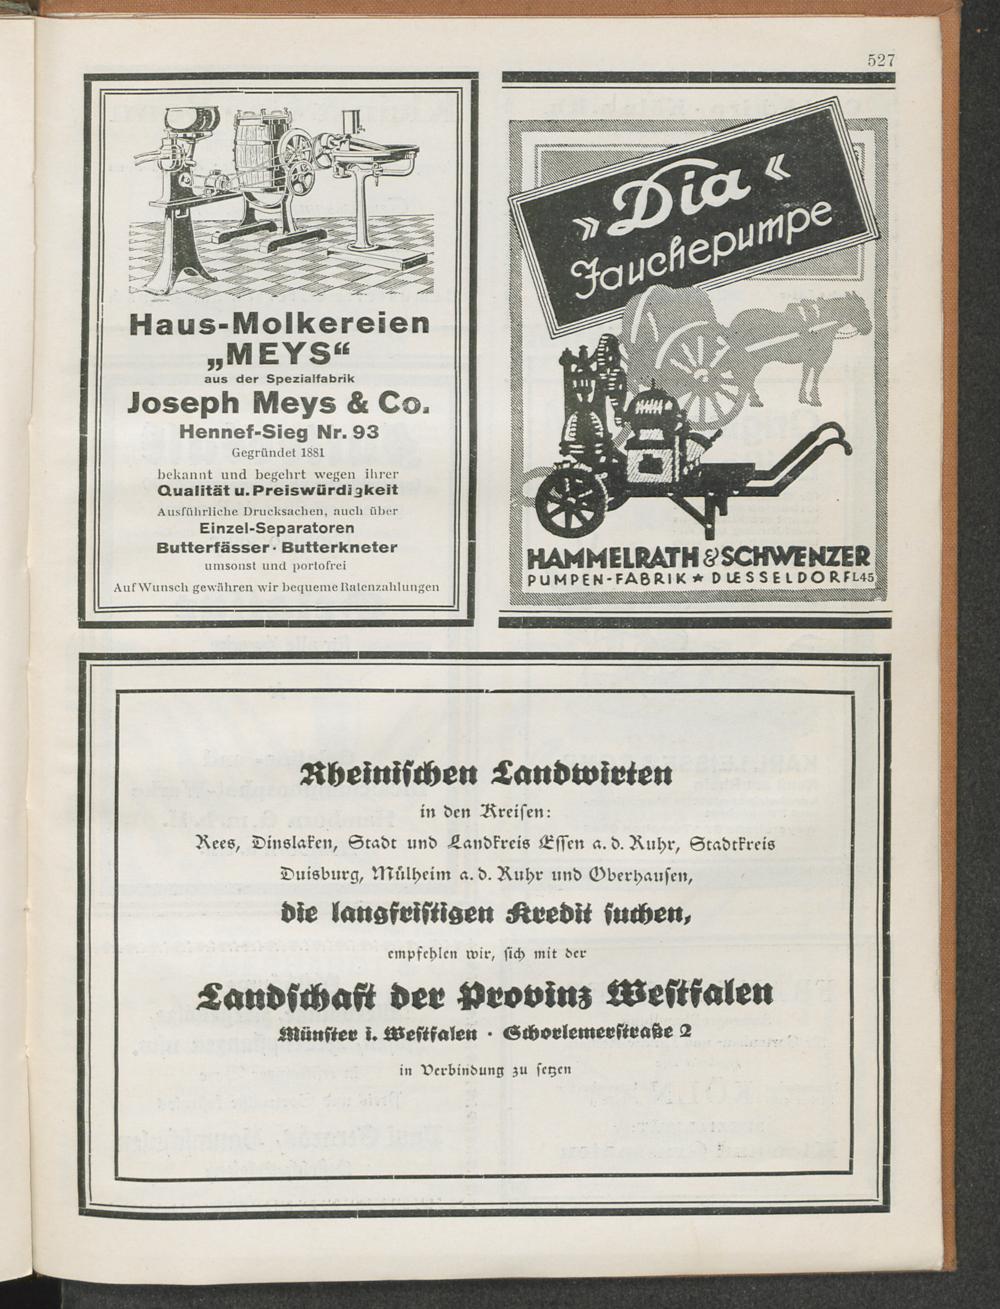 527
Haus-Molkereien
„MEYS“
aus der Spezialfabrik
Joseph Meys & Co.
Hennef-Sieg Nr. 93
Gegründet 1881
bekannt und begehrt wegen ihrer
Qualität u. Preiswürdigkeit
Ausführliche Drucksachen, auch über
Einzel-Separatoren
Butterfässer · Butterkneter
umsonst und portofrei
Auf Wunsch gewähren wir bequeme Ratenzahlungen
» Dia «
Jauchepumpe
HAMMELRATH & SCHWENZER
PUMPEN-FABRIK ★ DUESSELDORF L45
Rheinischen Landwirten
in den Kreisen:
Rees, Dinslaken, Stadt und Landkreis Essen a. d. Ruhr, Stadtkreis
Duisburg, Mülheim a. d. Ruhr und Oberhausen,
die langfristigen Kredit suchen,
empfehlen wir, sich mit der
Landschaft der Provinz Westfalen
Münster i. Westfalen · Schorlemerstraße 2
in Verbindung zu setzen